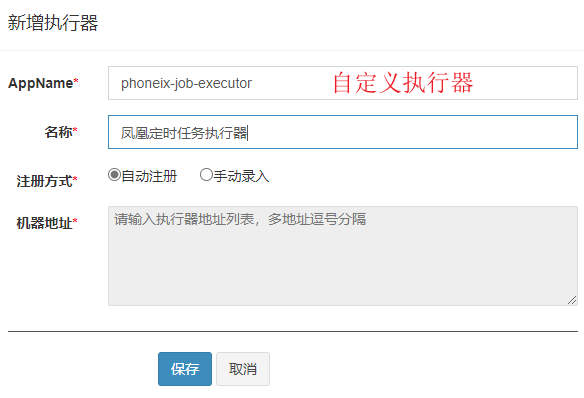 新增执行器
AppName* phoneix-job-executor 自定义执行器
名称* 凤凰定时任务执行器
注册方式* 自动注册 手动录入
机器地址* 请输入执行器地址列表，多地址逗号分隔
保存 取消